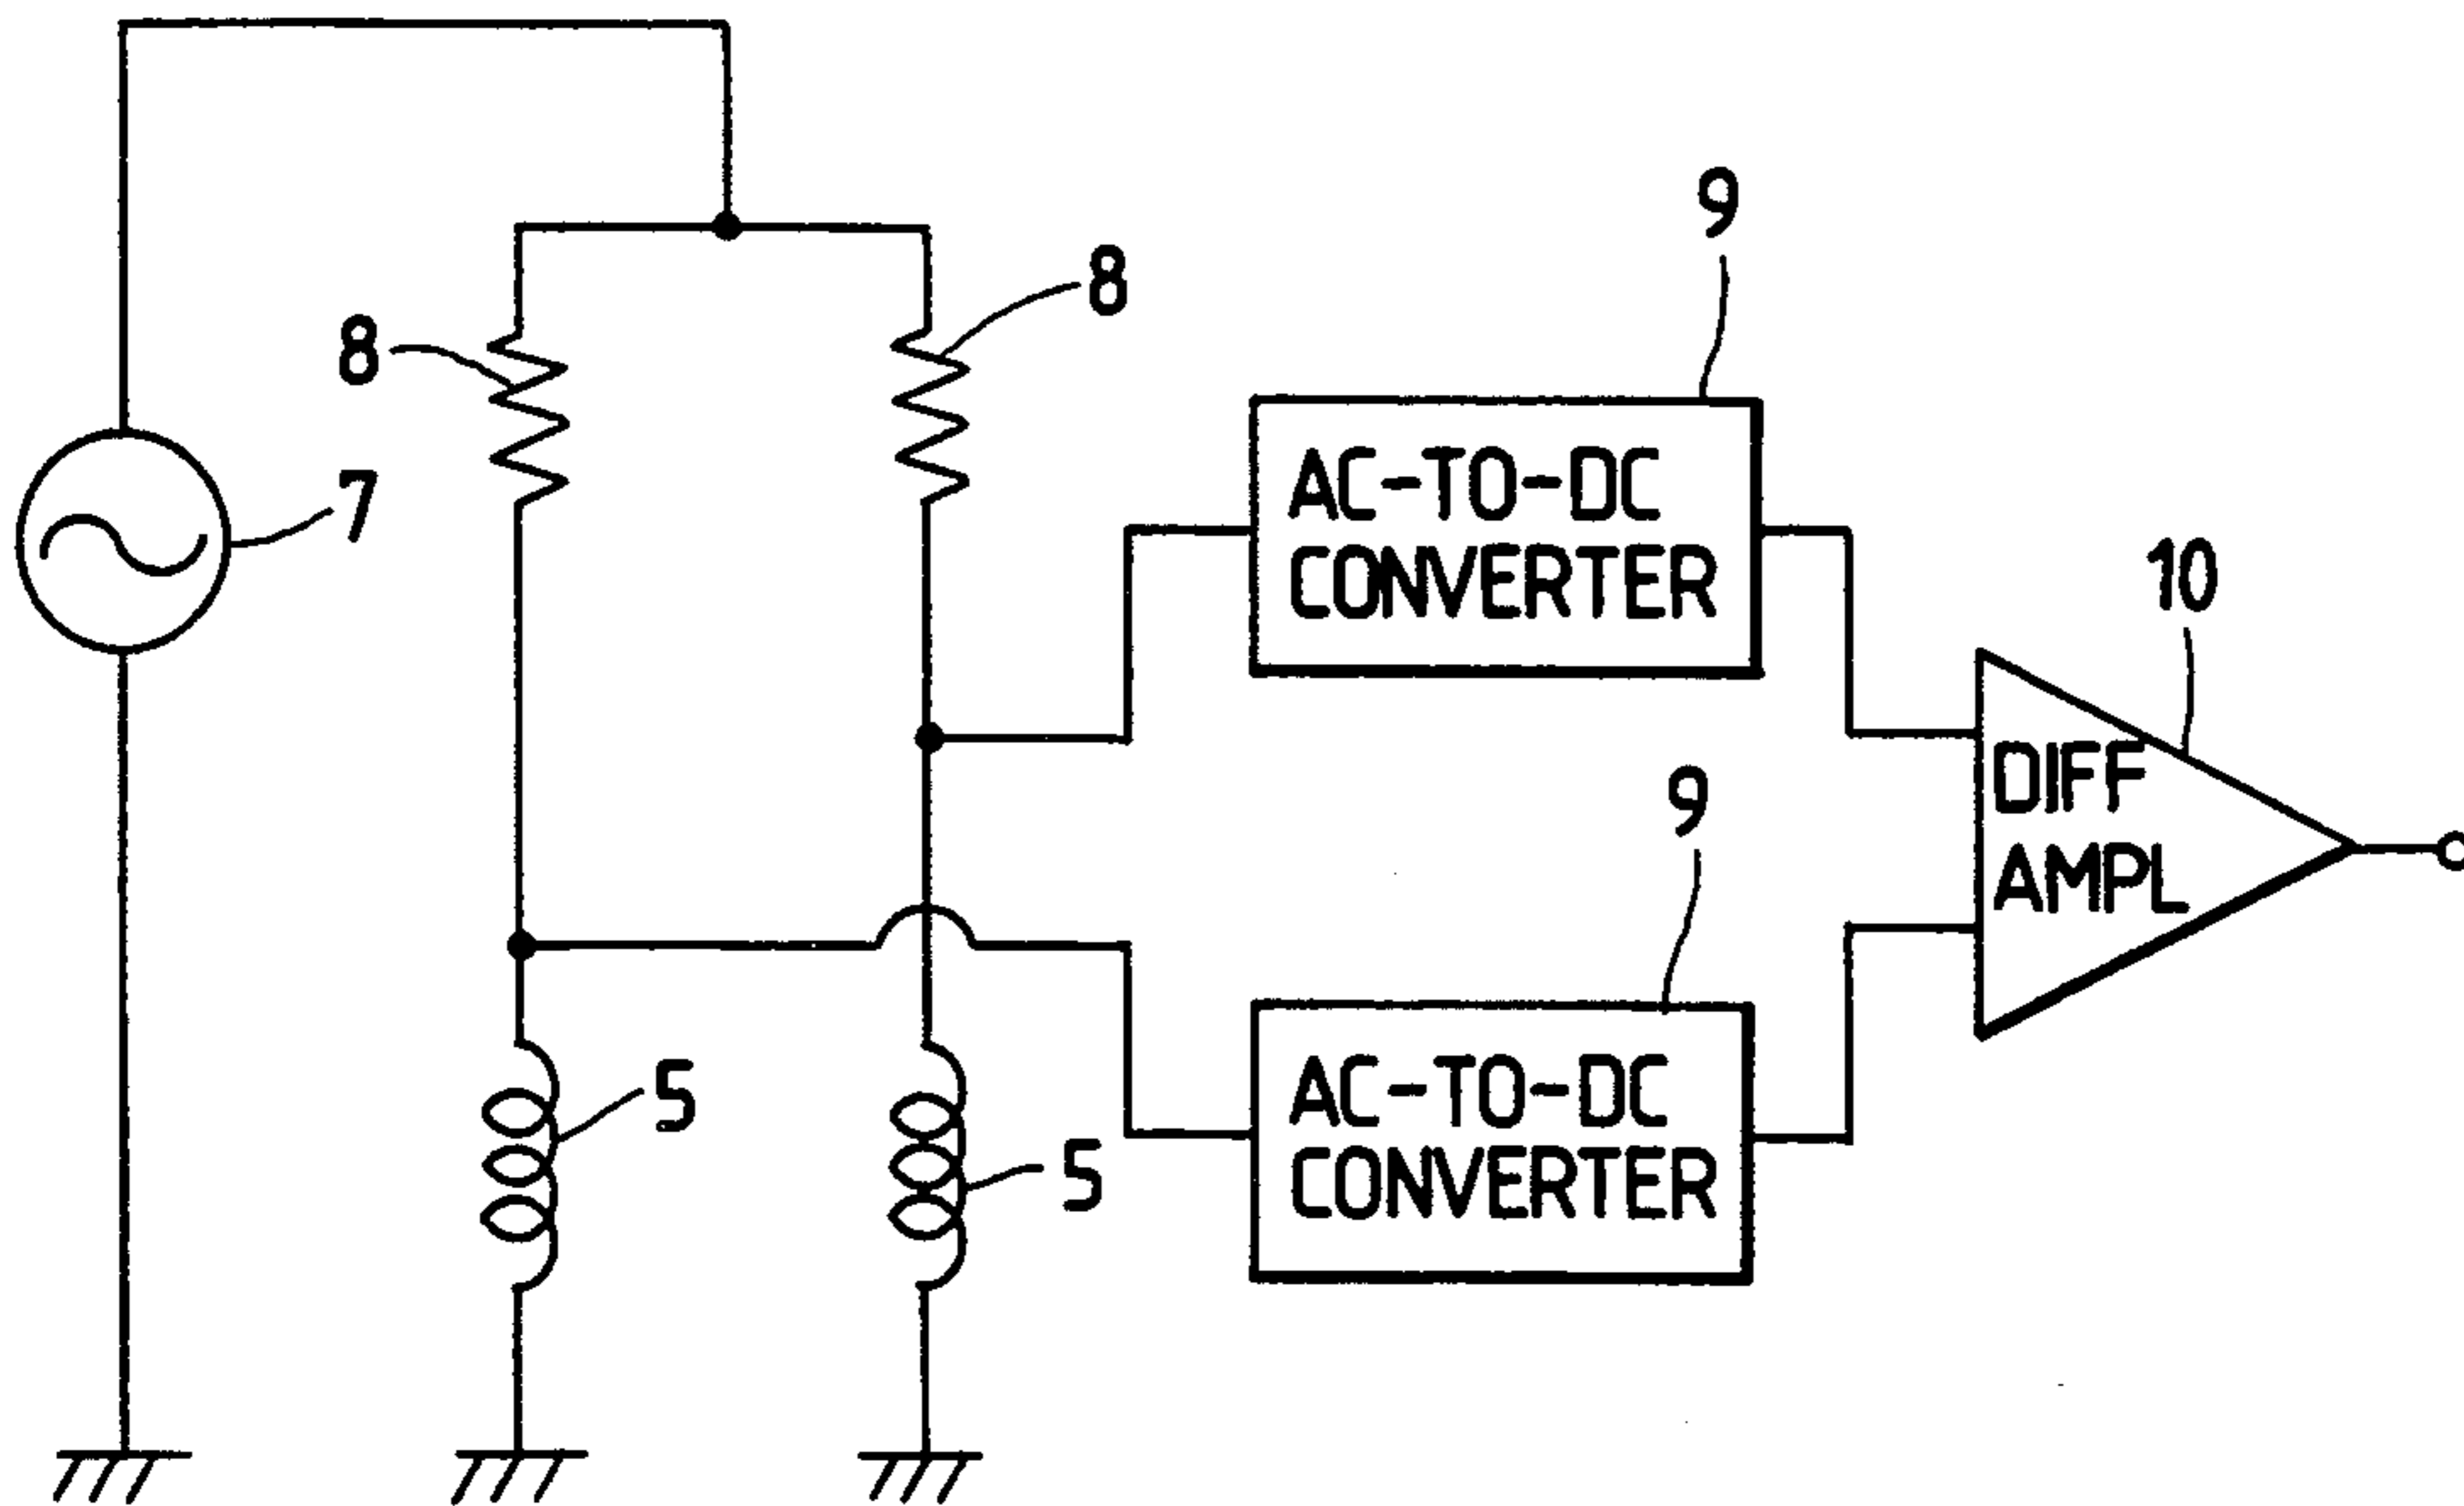 9
8
8
AC-TO-DC
CONVERTER
7
10
DIFF
AMPL
9
5
AC-TO-DC
CONVERTER
5